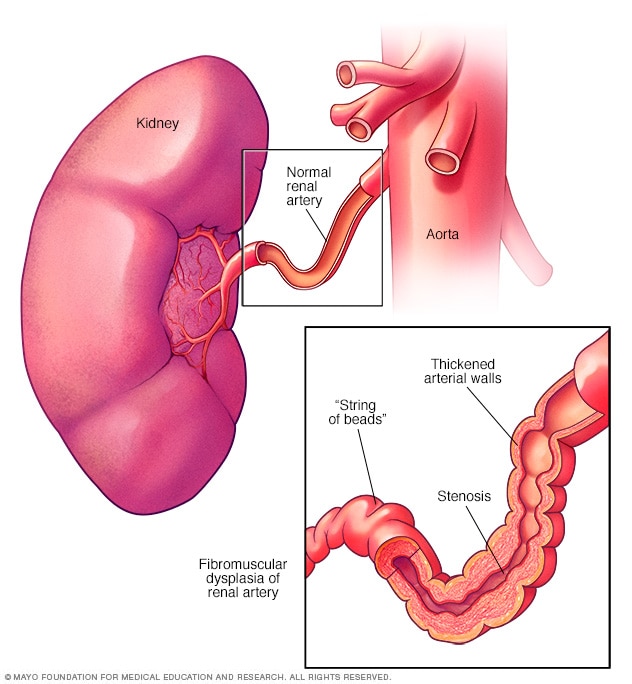 Kidney
Normal
renal
artery
Aorta
Thickened
arterial walls
“String
of beads”
Stenosis
Fibromuscular
dysplasia of
renal artery
© MAYO FOUNDATION FOR MEDICAL EDUCATION AND RESEARCH. ALL RIGHTS RESERVED.